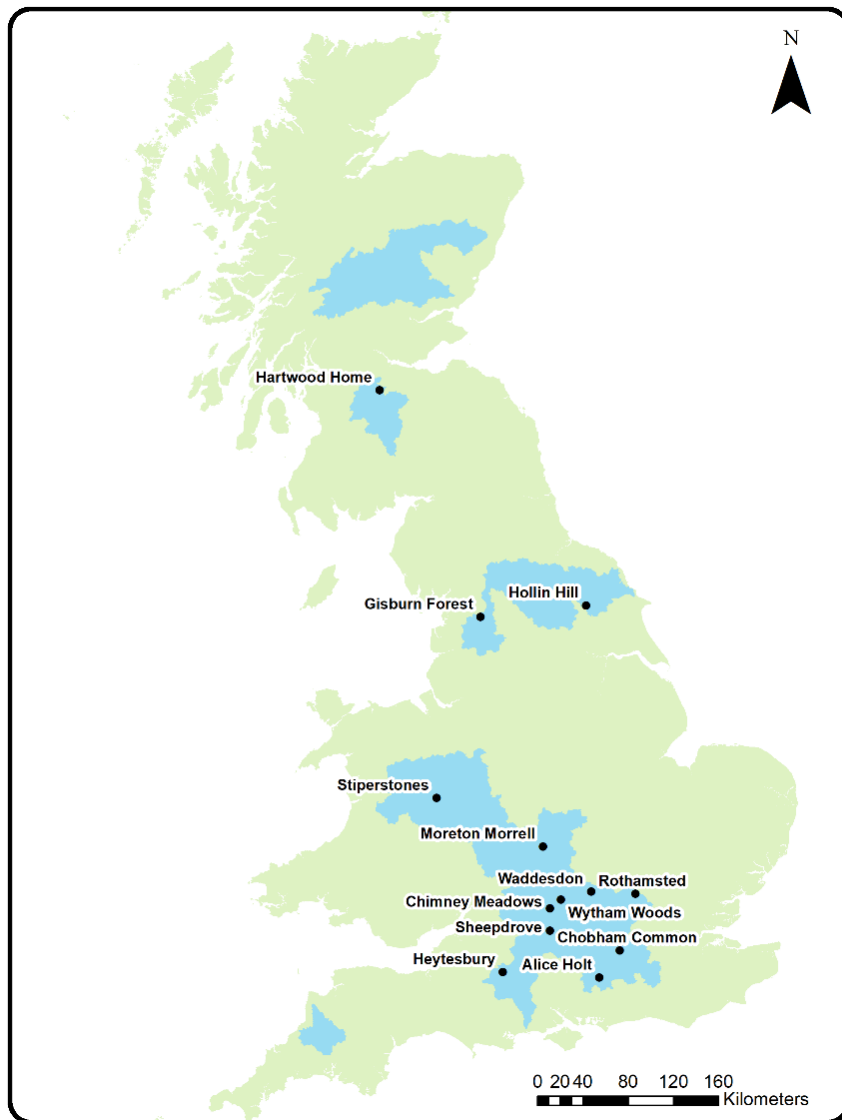 N
Hartwood Home
Hollin Hill
Gisburn Forest
Stiperstones
Moreton Morrell
Waddesdon
Rothamsted
Chimney Meadows
Wytham Woods
Sheepdrove
Chobham Common
Heytesbury
Alice Holt
0 20 40 80 120 160
Kilometers